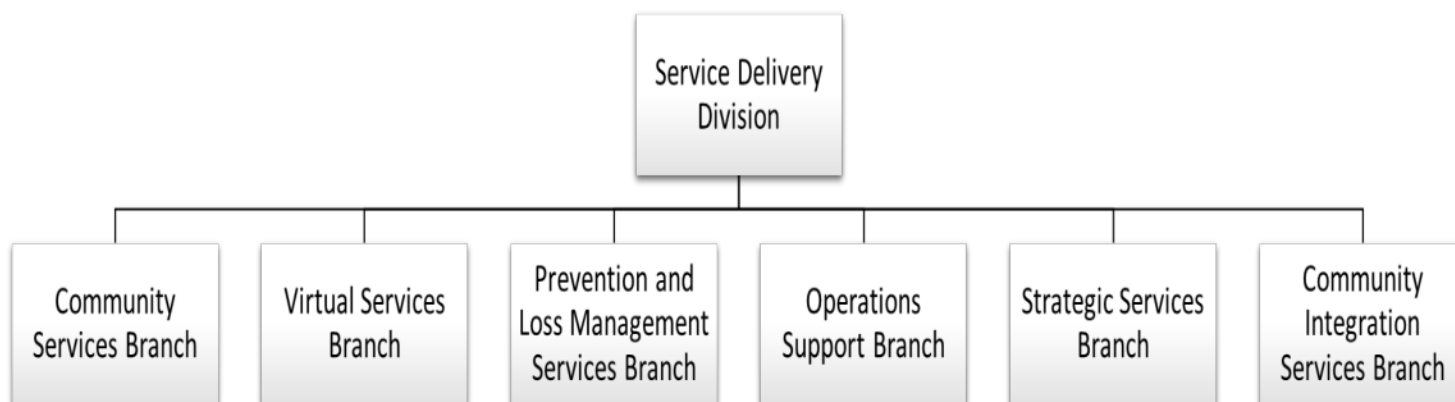 Service Delivery
Division
Community
Services Branch
Virtual Services
Branch
Prevention and
Loss Management
Services Branch
Operations
Support Branch
Strategic Services
Branch
Community
Integration
Services Branch